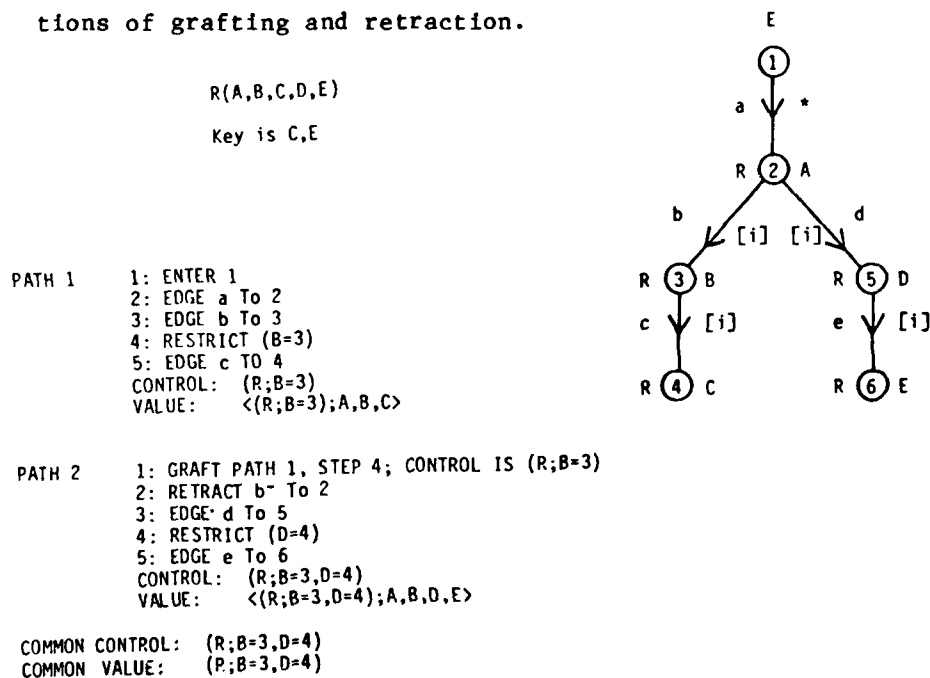 tions of grafting and retraction.
R(A,B,C,D,E)
Key is C,E
E
1
a *
R 2 A
b d
[i] [i]
R 3 B R 5 D
c [i] e [i]
R 4 C R 6 E
PATH 1 1: ENTER 1
2: EDGE a To 2
3: EDGE b To 3
4: RESTRICT (B=3)
5: EDGE c TO 4
CONTROL: (R;B=3)
VALUE: <(R;B=3);A,B,C>
PATH 2 1: GRAFT PATH 1, STEP 4; CONTROL IS (R;B=3)
2: RETRACT b⁻ To 2
3: EDGE d To 5
4: RESTRICT (D=4)
5: EDGE e To 6
CONTROL: (R;B=3,D=4)
VALUE: <(R;B=3,D=4);A,B,D,E>
COMMON CONTROL: (R;B=3,D=4)
COMMON VALUE: (R;B=3,D=4)